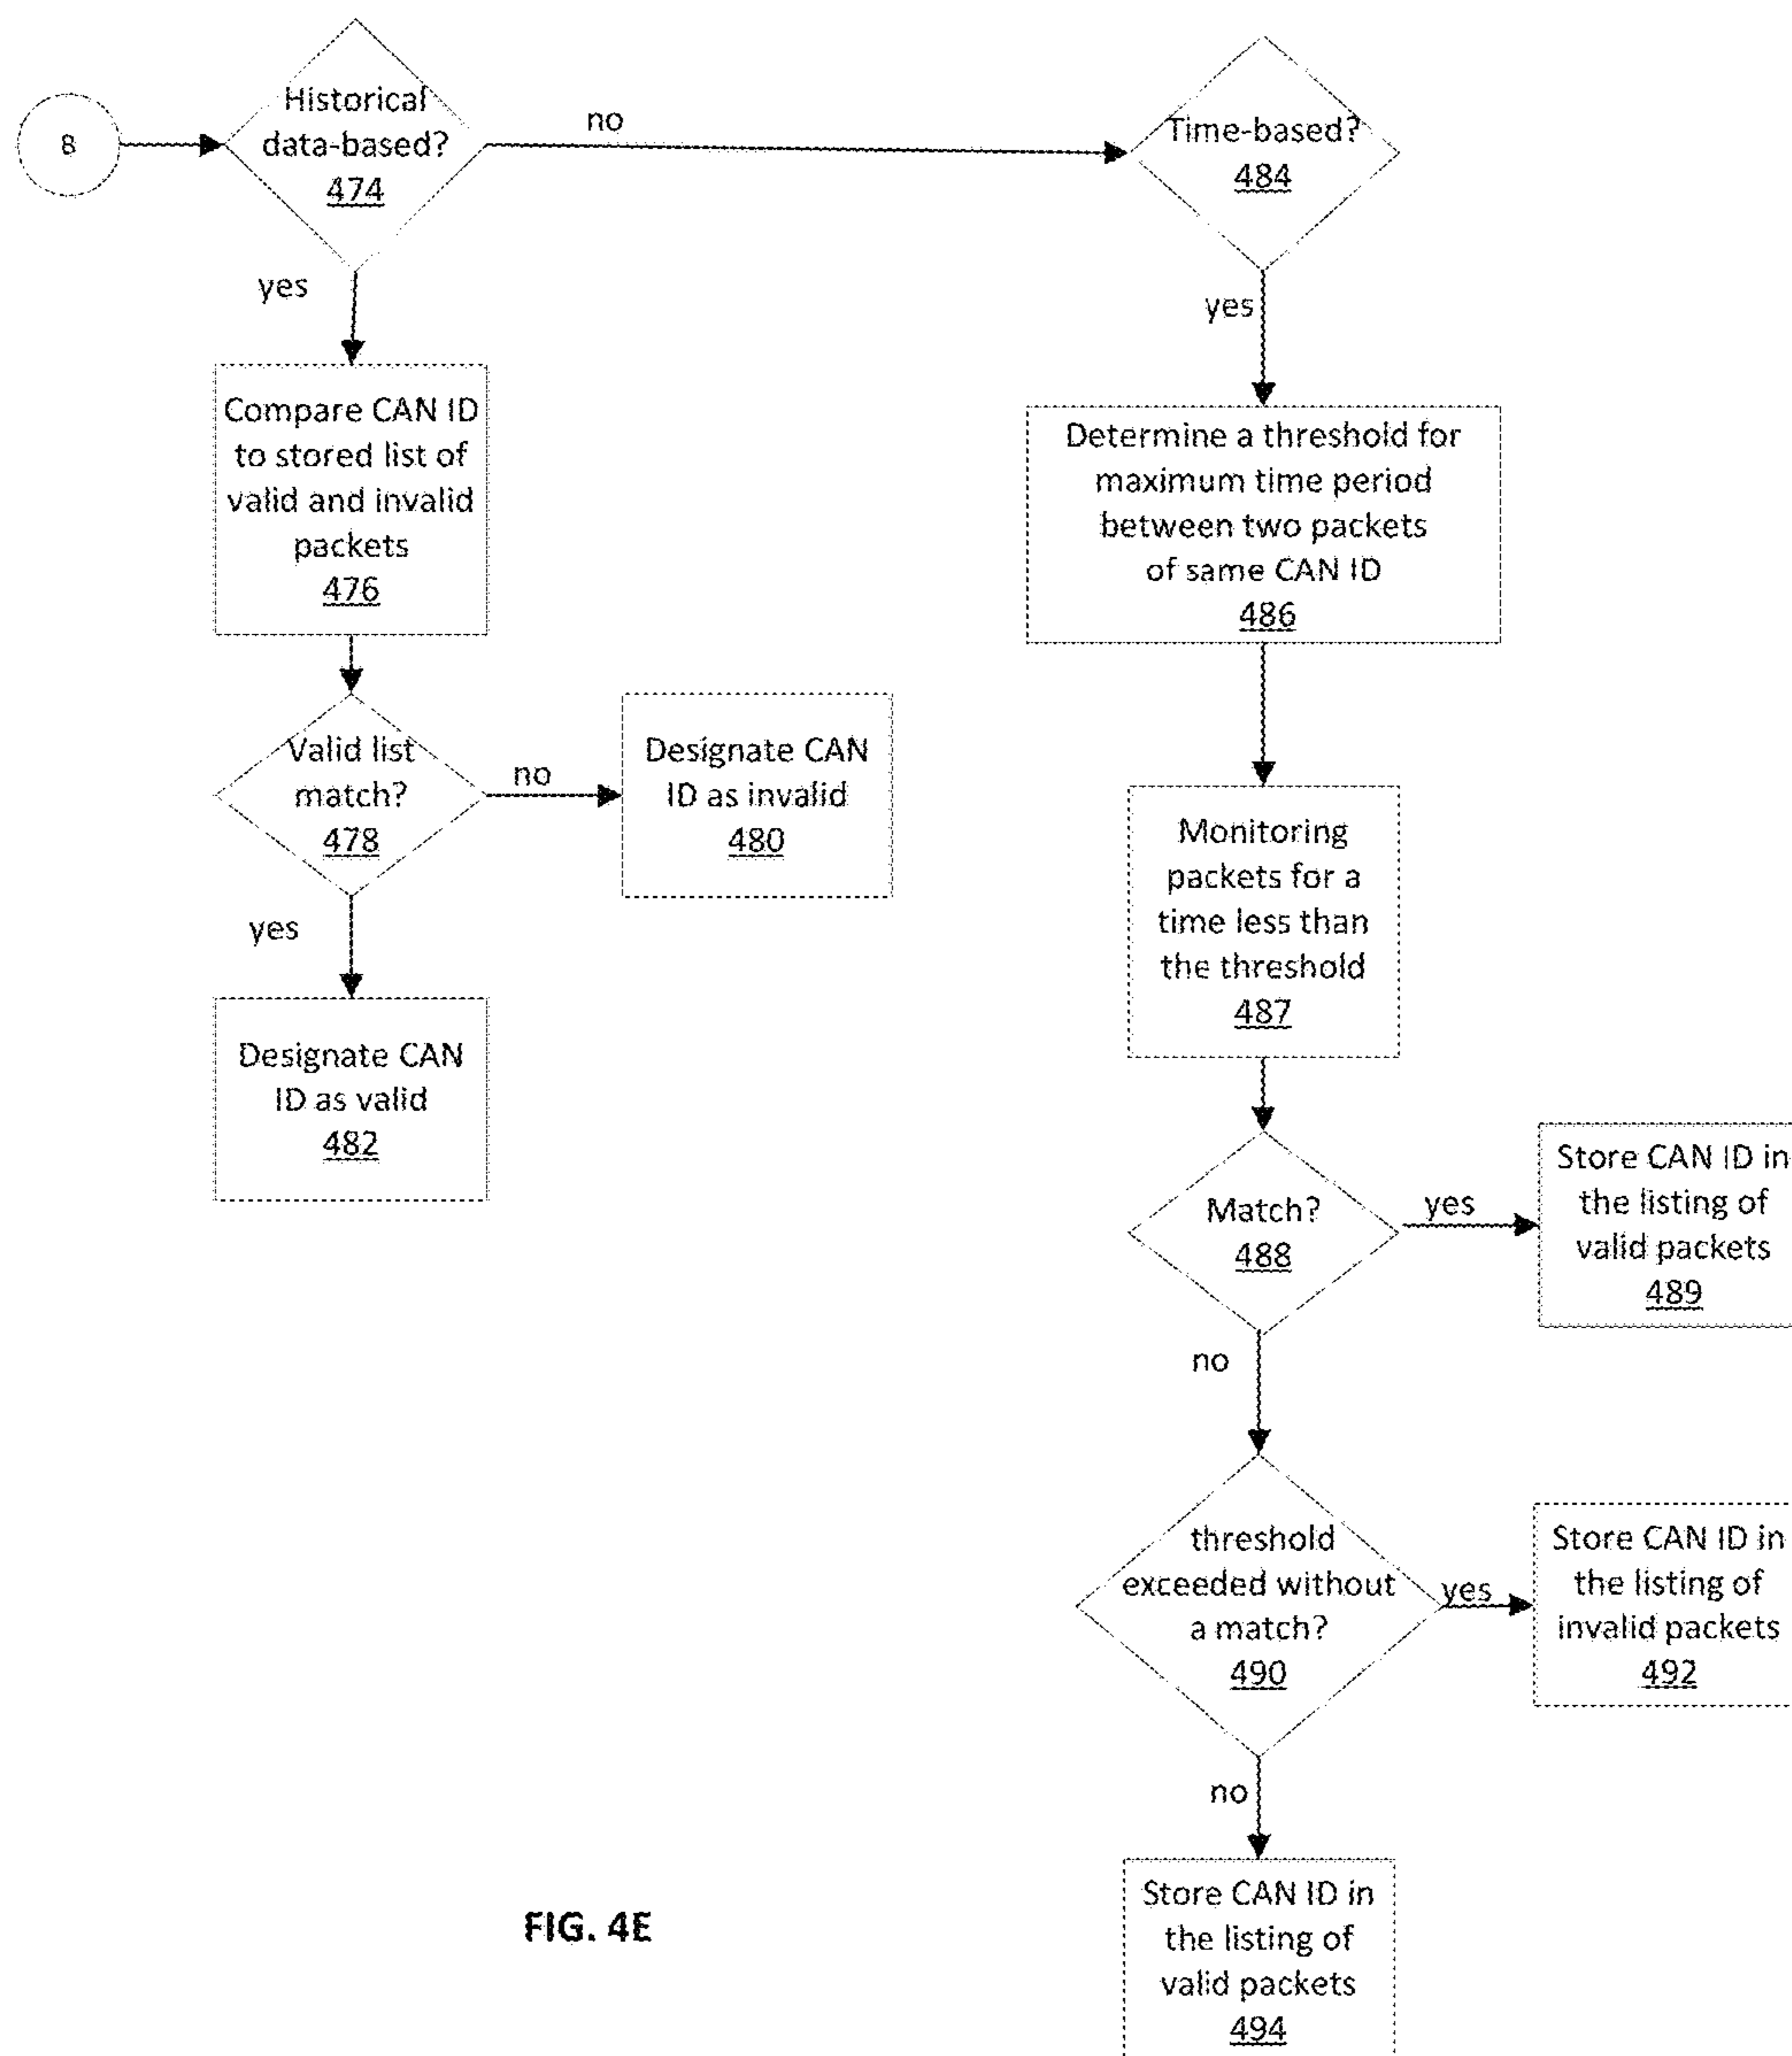 8
Historical
data-based?
474
no
Time-based?
484
yes
Compare CAN ID
to stored list of
valid and invalid
packets
476
Valid list
match?
478
no
Designate CAN
ID as invalid
480
yes
Designate CAN
ID as valid
482
yes
Determine a threshold for
maximum time period
between two packets
of same CAN ID
486
Monitoring
packets for a
time less than
the threshold
487
Match?
488
yes
Store CAN ID in
the listing of
valid packets
489
no
threshold
exceeded without
a match?
490
yes
Store CAN ID in
the listing of
invalid packets
492
no
Store CAN ID in
the listing of
valid packets
494
FIG. 4E